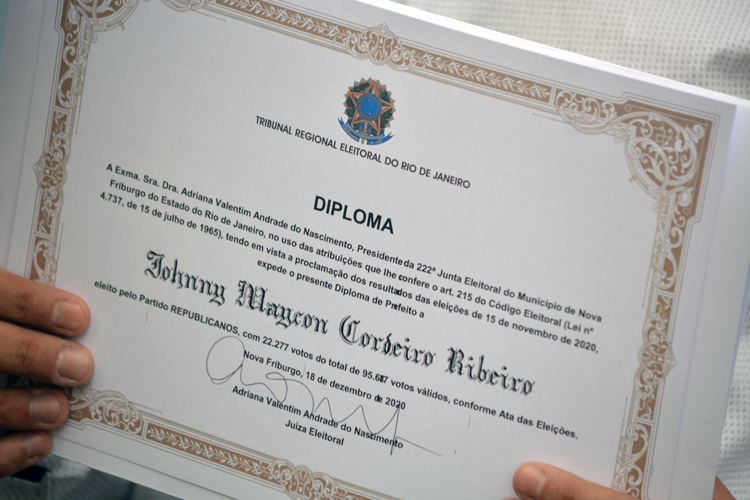 TRIBUNAL REGIONAL ELEITORAL DO RIO DE JANEIRO
DIPLOMA
A Exma. Sra. Dra. Adriana Valentim Andrade do Nascimento, Presidente da 222ª Junta Eleitoral do Município de Nova
Friburgo do Estado do Rio de Janeiro, no uso das atribuições que lhe confere o art. 215 do Código Eleitoral (Lei nº
4.737, de 15 de julho de 1965), tendo em vista a proclamação dos resultados das eleições de 15 de novembro de 2020,
expede o presente Diploma de Prefeito a
Johnny Maycon Cordeiro Ribeiro
eleito pelo Partido REPUBLICANOS, com 22.277 votos do total de votos válidos, conforme Ata das Eleições.
Nova Friburgo, 18 de dezembro de 2020
Adriana Valentim Andrade do Nascimento
Juíza Eleitoral